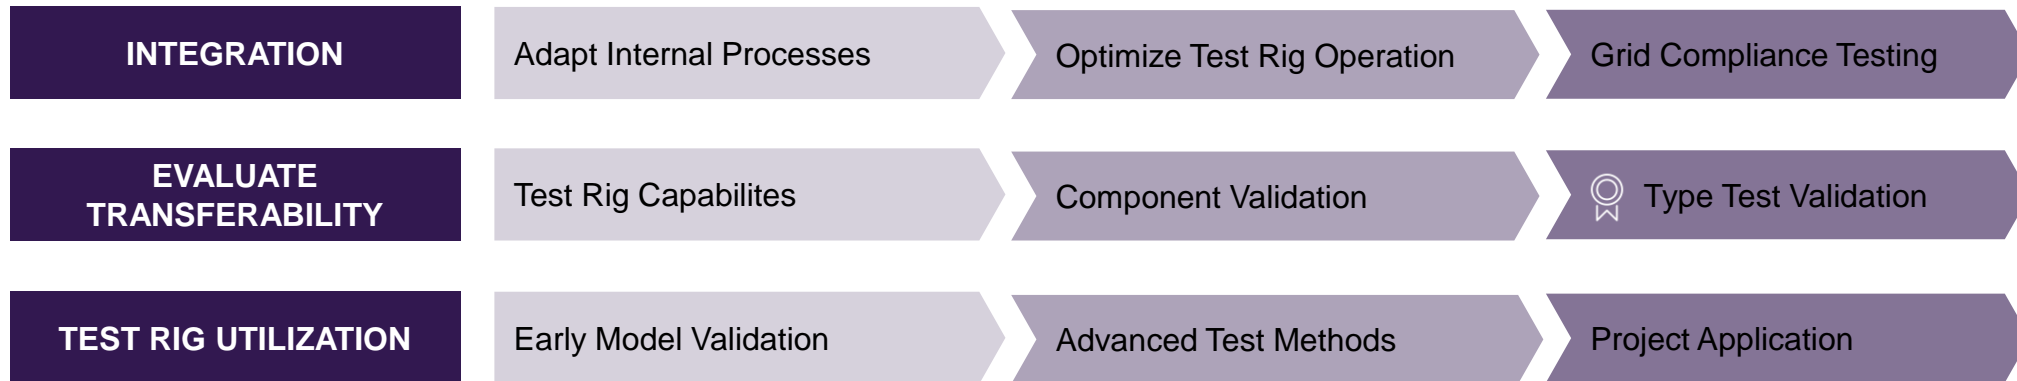 INTEGRATION
Adapt Internal Processes
Optimize Test Rig Operation
Grid Compliance Testing
EVALUATE
TRANSFERABILITY
Test Rig Capabilites
Component Validation
Type Test Validation
TEST RIG UTILIZATION
Early Model Validation
Advanced Test Methods
Project Application